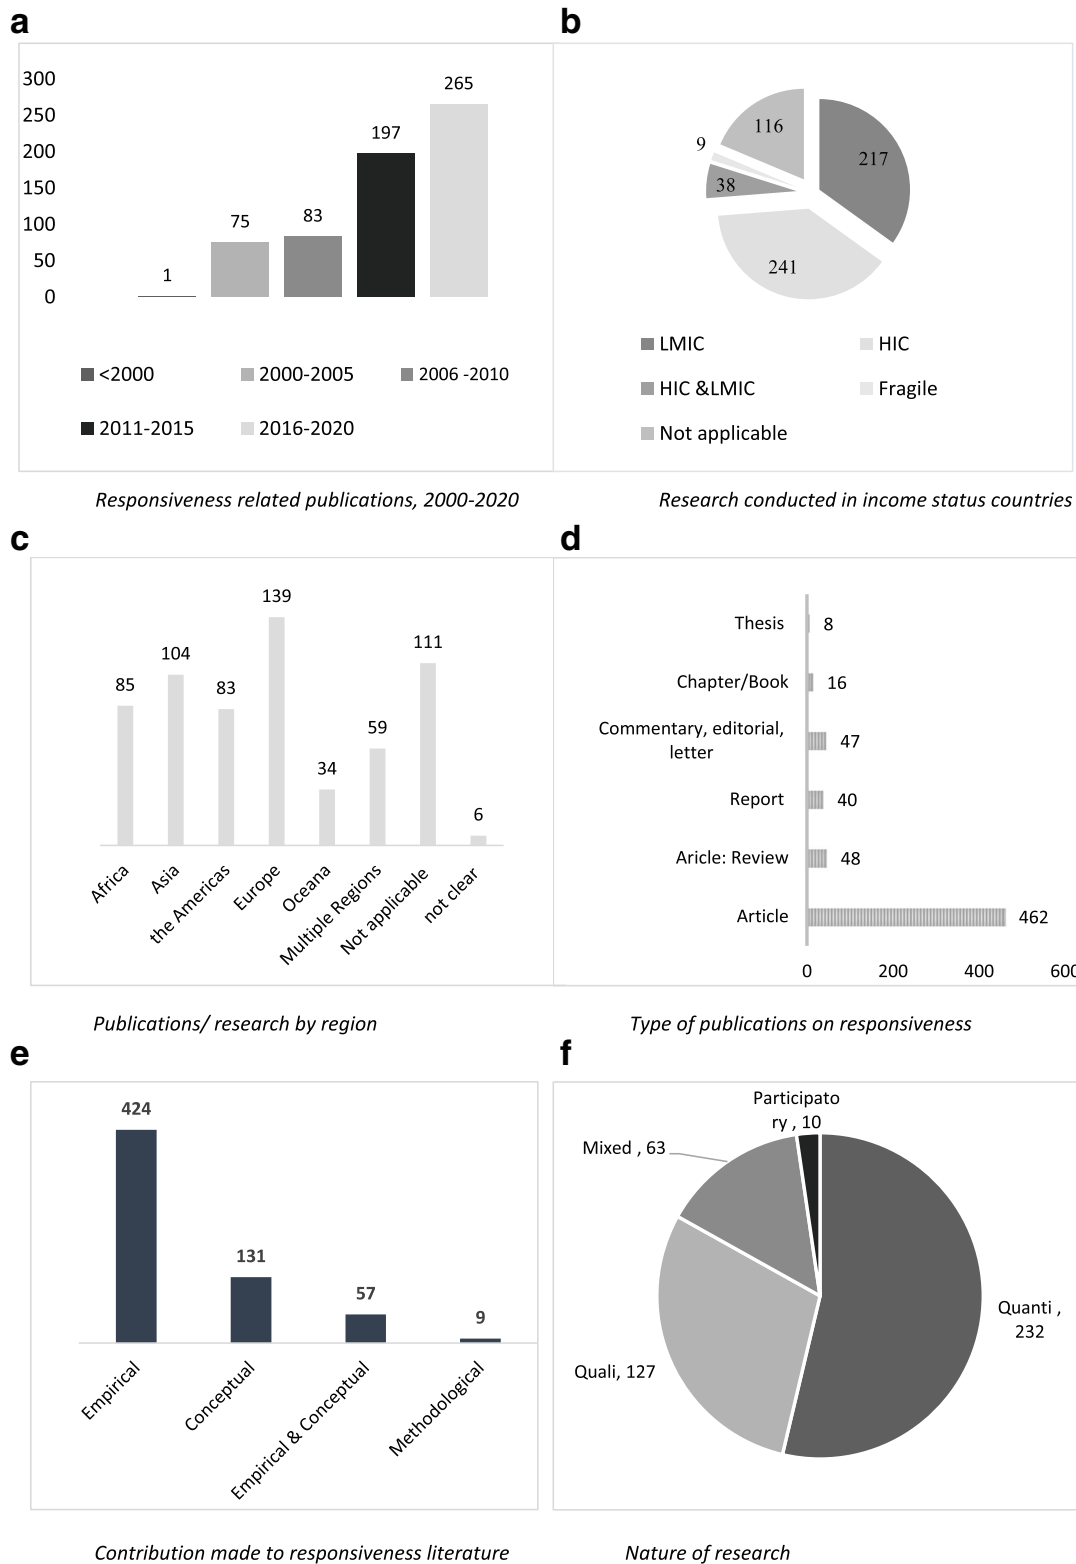 a
300
250
200
150
100
50
0
1
75
83
197
265
<2000
2000-2005
2006 -2010
2011-2015
2016-2020
Responsiveness related publications, 2000-2020
b
116
217
9
38
241
LMIC
HIC
HIC &LMIC
Fragile
Not applicable
Research conducted in income status countries
c
85
104
83
139
34
59
111
6
Africa
Asia
the Americas
Europe
Oceana
Multiple Regions
Not applicable
not clear
Publications/ research by region
d
Thesis
8
Chapter/Book
16
Commentary, editorial,
letter
47
Report
40
Aricle: Review
48
Article
462
0
200
400
600
Type of publications on responsiveness
e
424
131
57
9
Empirical
Conceptual
Empirical & Conceptual
Methodological
Contribution made to responsiveness literature
f
Participato
ry , 10
Mixed , 63
Quanti ,
232
Quali, 127
Nature of research